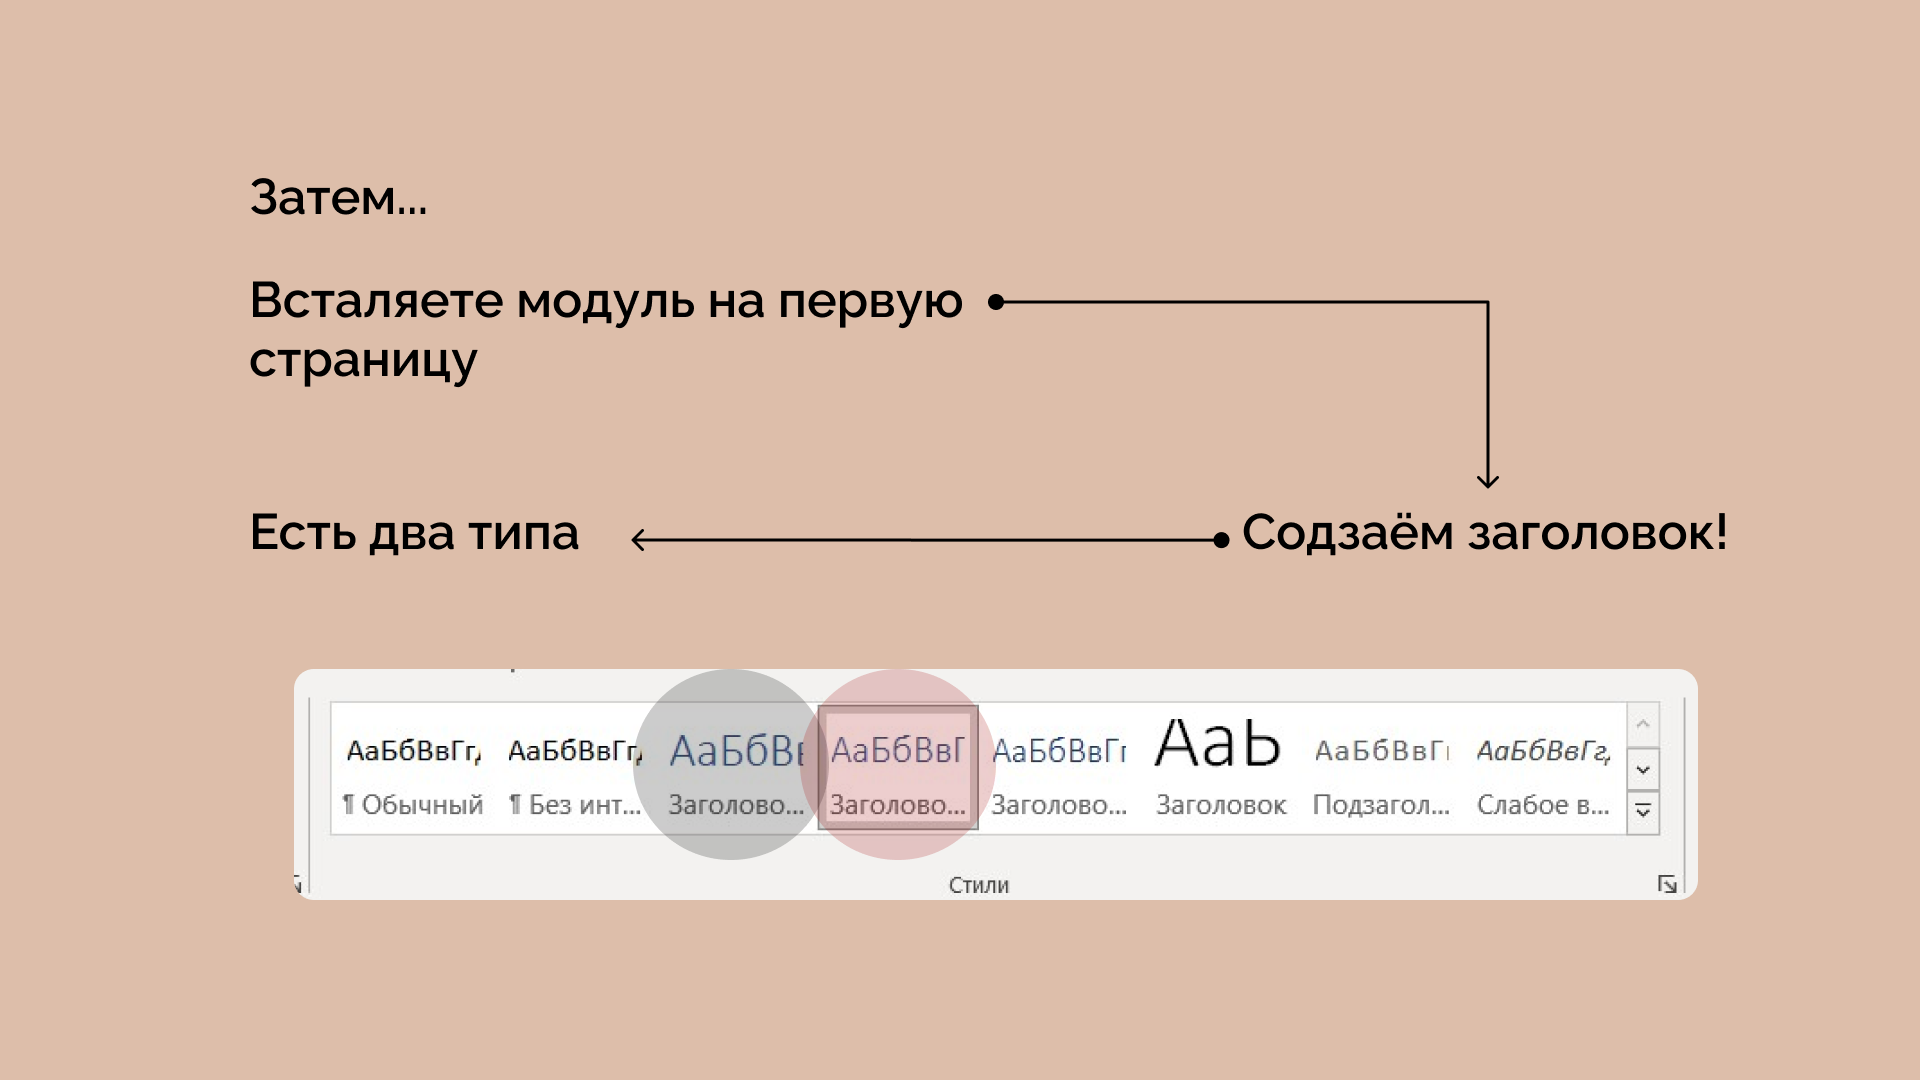 Затем...
Всталяете модуль на первую
страницу
Есть два типа
Содзаём заголовок!
АаБбВвГг, АаБбВвГг, АаБбВв АаБбВвГ АаБбВвГг АаЬ АаБбВвГг АаБбВвГг,
¶ Обычный ¶ Без инт... Заголово... Заголово... Заголово... Заголовок Подзагол... Слабое в...
Стили